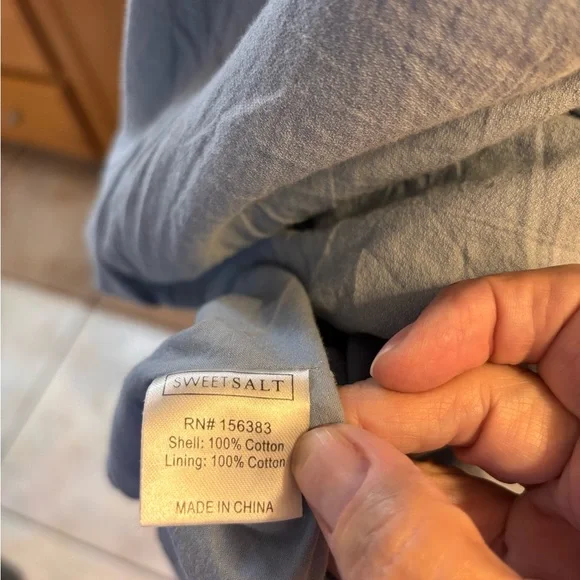 SWEETSALT
RN# 156383
Shell: 100% Cotton
Lining: 100% Cotton
MADE IN CHINA